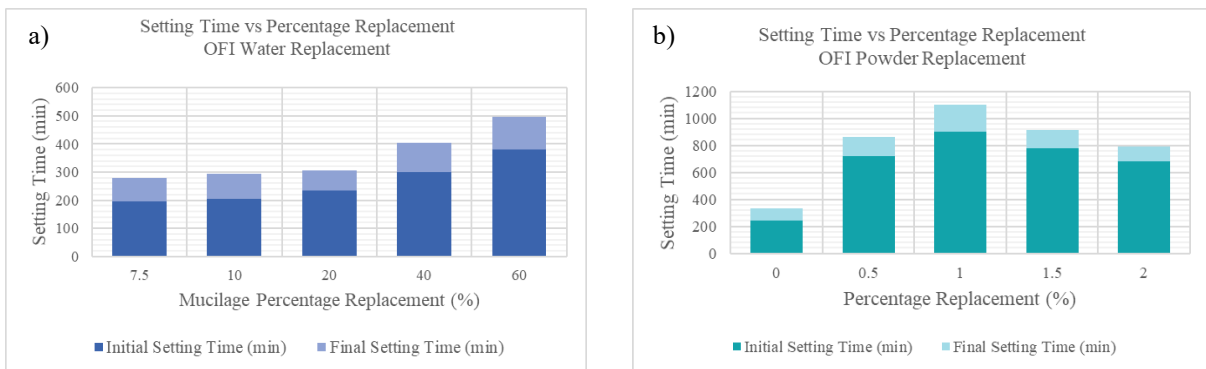 a)
Setting Time vs Percentage Replacement
OFI Water Replacement
Setting Time (min)
600
500
400
300
200
100
0
7.5 10 20 40 60
Mucilage Percentage Replacement (%)
Initial Setting Time (min) Final Setting Time (min)
b)
Setting Time vs Percentage Replacement
OFI Powder Replacement
Setting Time (min)
1200
1000
800
600
400
200
0
0 0.5 1 1.5 2
Percentage Replacement (%)
Initial Setting Time (min) Final Setting Time (min)